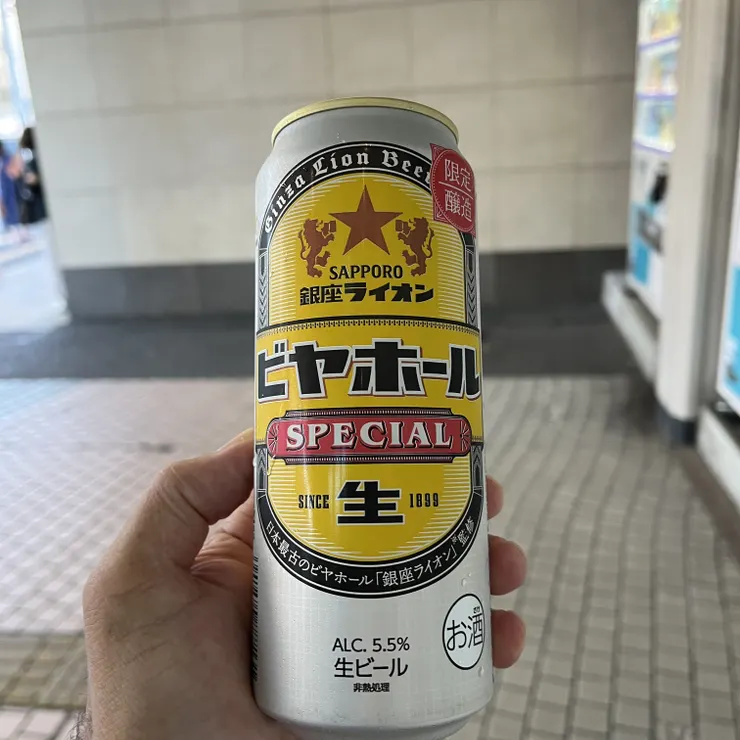 Ginza Lion Beer
限定
醸造
SAPPORO
銀座ライオン
ビヤホール
SPECIAL
SINCE 生 1899
日本最古のビヤホール「銀座ライオン」※監修
お酒
ALC. 5.5%
生ビール
非熱処理